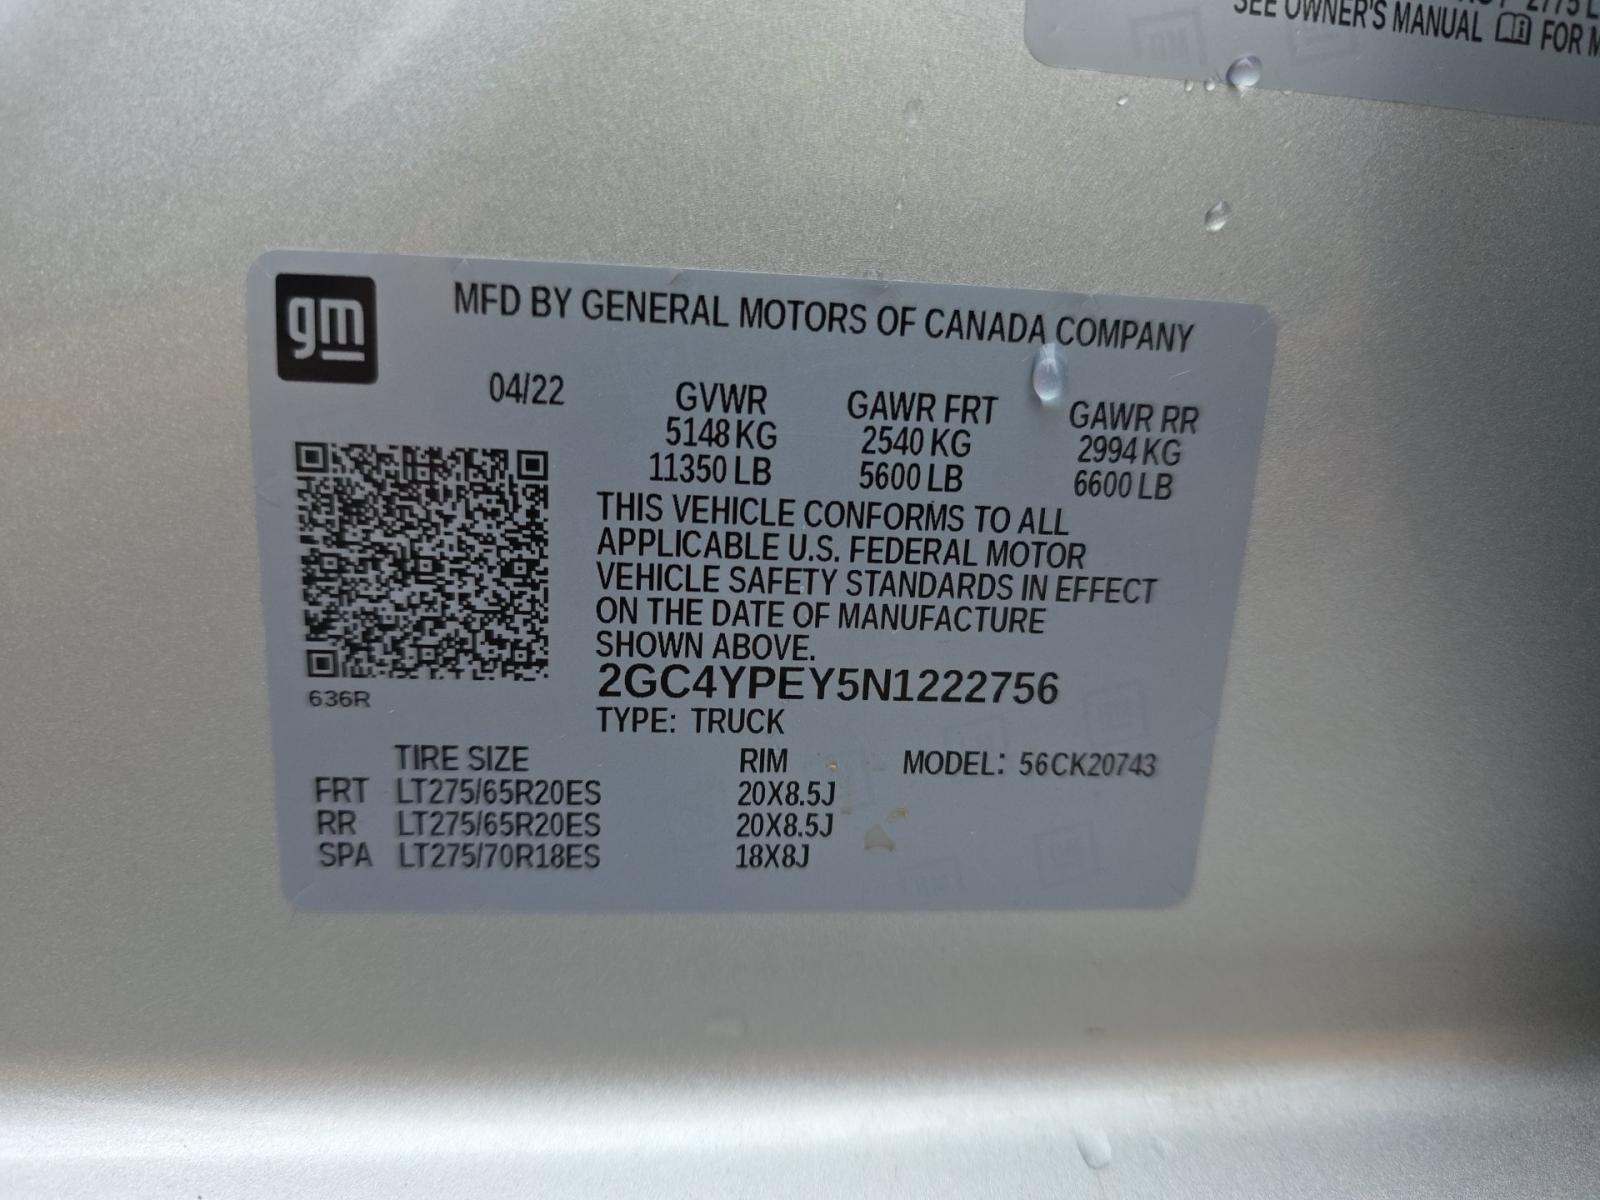 2775 L
SEE OWNER'S MANUAL FOR M
gm
MFD BY GENERAL MOTORS OF CANADA COMPANY
04/22
GVWR GAWR FRT GAWR RR
5148 KG 2540 KG 2994 KG
11350 LB 5600 LB 6600 LB
THIS VEHICLE CONFORMS TO ALL
APPLICABLE U.S. FEDERAL MOTOR
VEHICLE SAFETY STANDARDS IN EFFECT
ON THE DATE OF MANUFACTURE
SHOWN ABOVE.
2GC4YPEY5N1222756
636R
TYPE: TRUCK
TIRE SIZE RIM MODEL: 56CK20743
FRT LT275/65R20ES 20X8.5J
RR LT275/65R20ES 20X8.5J
SPA LT275/70R18ES 18X8J